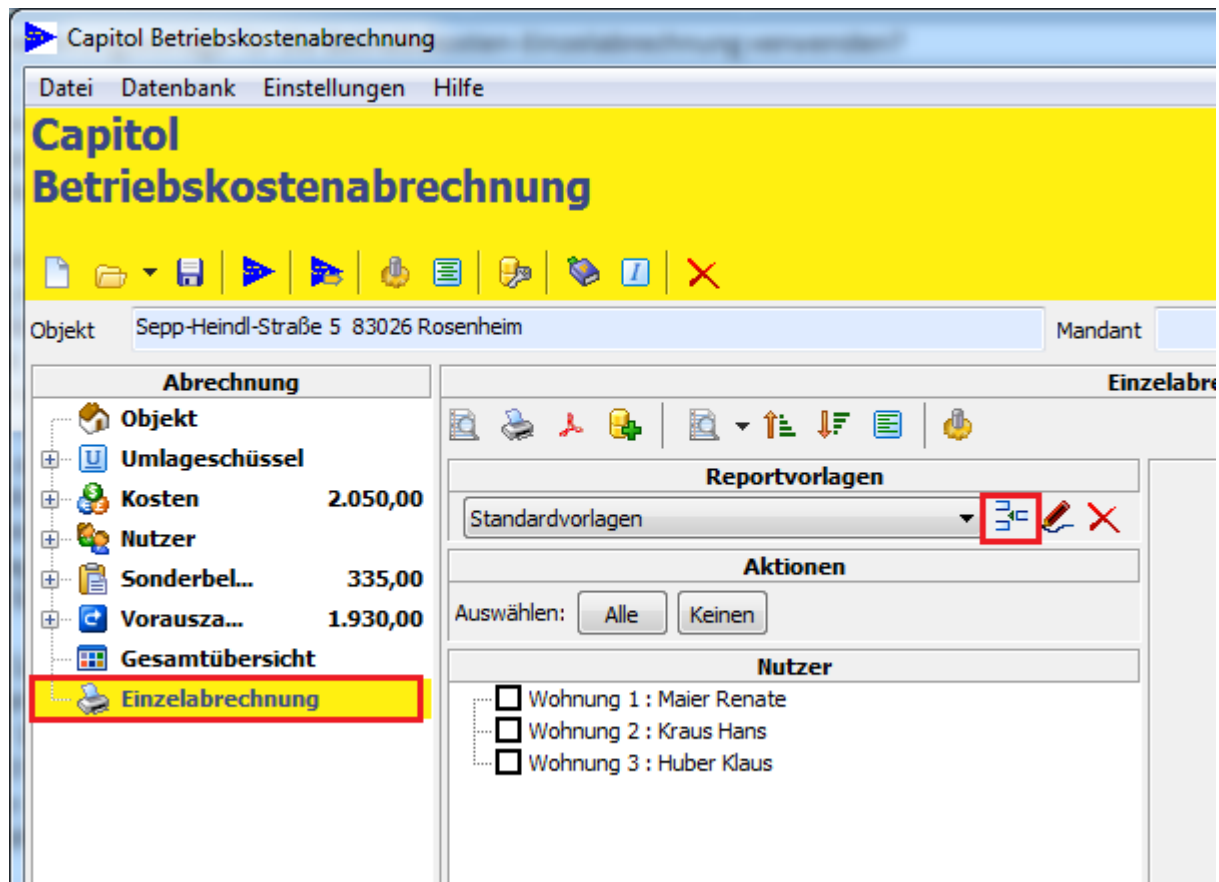 Capitol Betriebskostenabrechnung
Datei Datenbank Einstellungen Hilfe
Capitol
Betriebskostenabrechnung
Objekt Sepp-Heindl-Straße 5 83026 Rosenheim Mandant
Abrechnung
Einzelabre
Objekt
Umlageschüssel
Kosten 2.050,00
Nutzer
Sonderbel... 335,00
Vorausza... 1.930,00
Gesamtübersicht
Einzelabrechnung
Reportvorlagen
Standardvorlagen
Aktionen
Auswählen: Alle Keinen
Nutzer
Wohnung 1 : Maier Renate
Wohnung 2 : Kraus Hans
Wohnung 3 : Huber Klaus